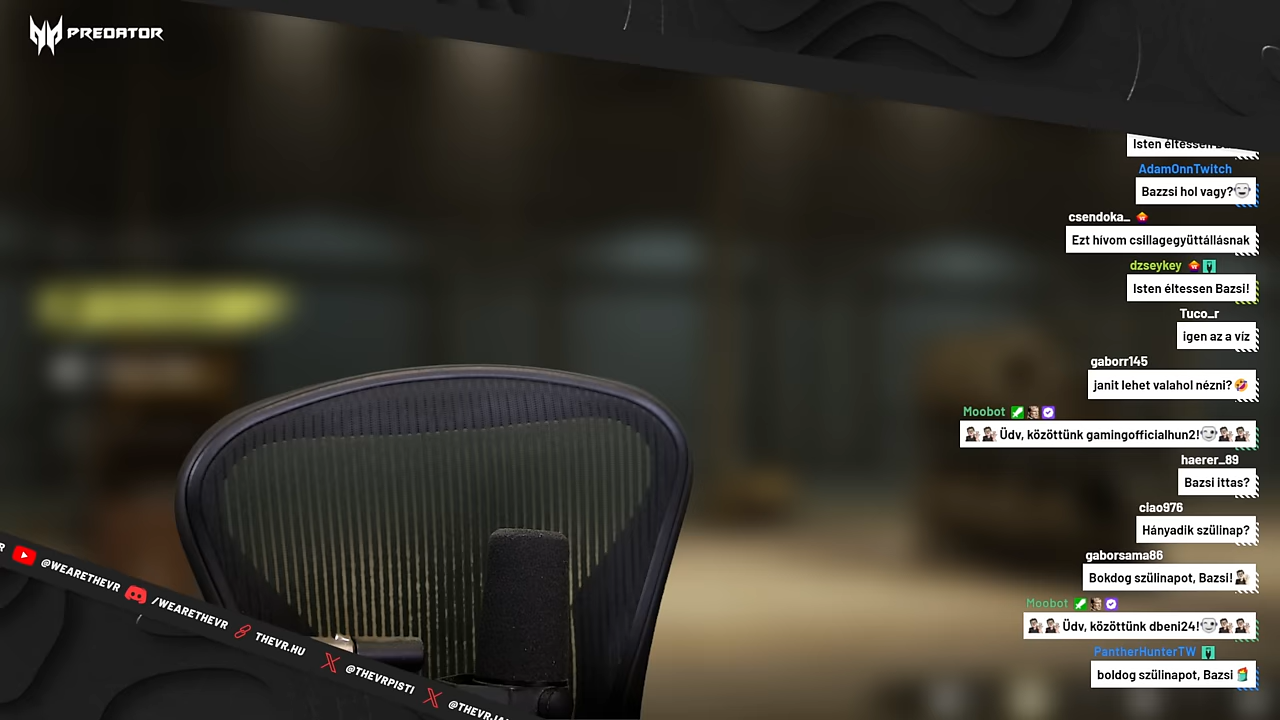 PREDATOR
Isten éltessen
AdamOnnTwitch
Bazzsi hol vagy?
csendoka_
Ezt hívom csillagegyüttállásnak
dzseykey
Isten éltessen Bazsi!
Tuco_r
igen az a víz
gaborr145
janit lehet valahol nézni?
Moobot
Üdv, közöttünk gamingofficialhun2!
haerer_89
Bazsi ittas?
ciao976
Hányadik szülinap?
gaborsama86
Bokdog szülinapot, Bazsi!
Moobot
Üdv, közöttünk dbeni24!
PantherHunterTW
boldog szülinapot, Bazsi
@WEARETHEVR
/WEARETHEVR
THEVR.HU
@THEVRPISTI